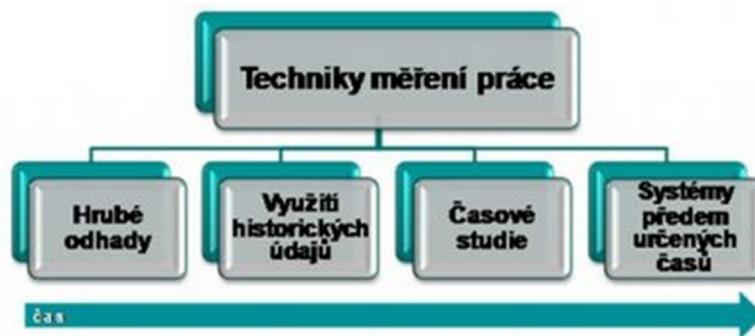 Techniky měření práce
Hrubé
odhady
Využití
historických
údajů
Časové
studie
Systémy
předem
určených
časů
čas